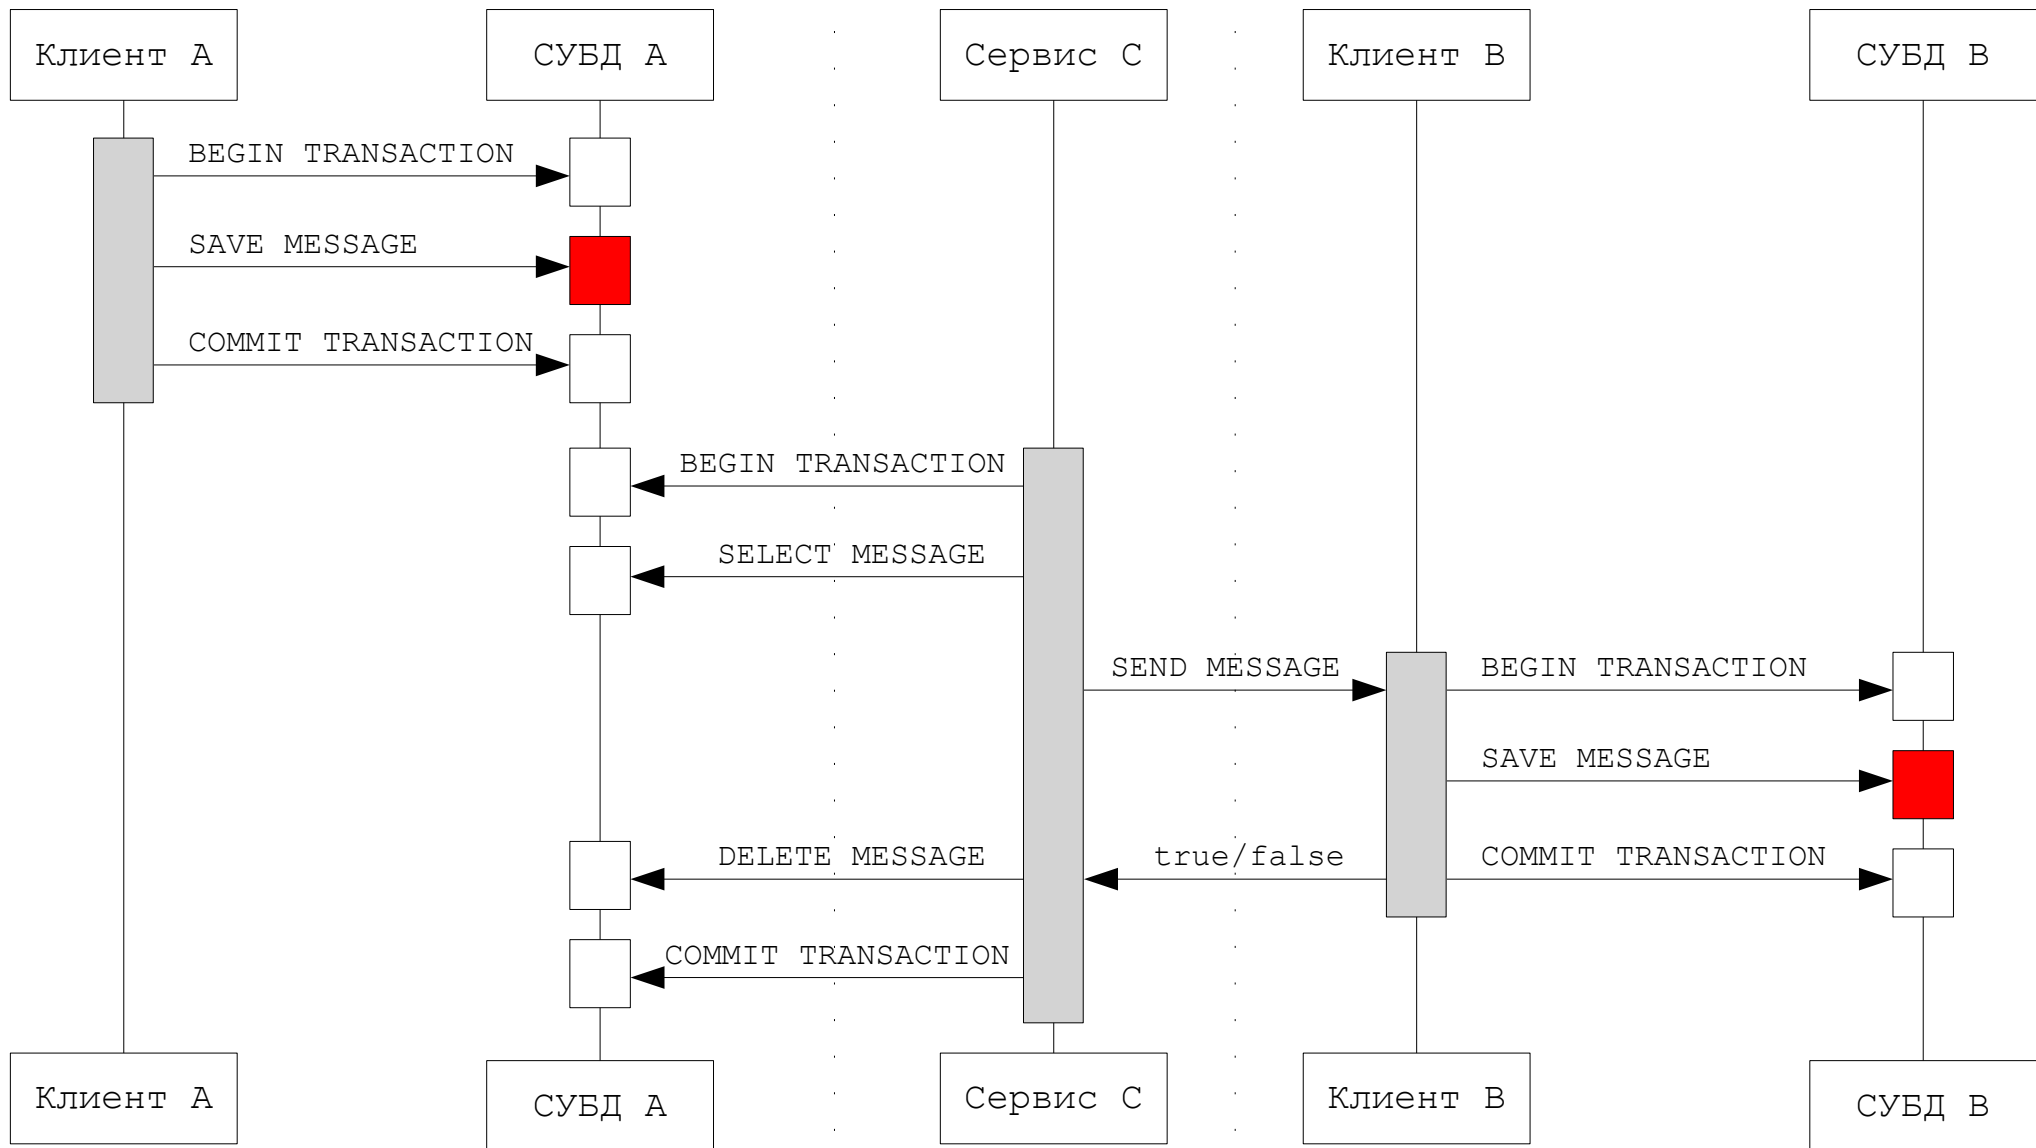 Клиент A
СУБД A
Сервис C
Клиент B
СУБД B
BEGIN TRANSACTION
SAVE MESSAGE
COMMIT TRANSACTION
BEGIN TRANSACTION
SELECT MESSAGE
SEND MESSAGE
BEGIN TRANSACTION
SAVE MESSAGE
DELETE MESSAGE
true/false
COMMIT TRANSACTION
COMMIT TRANSACTION
Клиент A
СУБД A
Сервис C
Клиент B
СУБД B